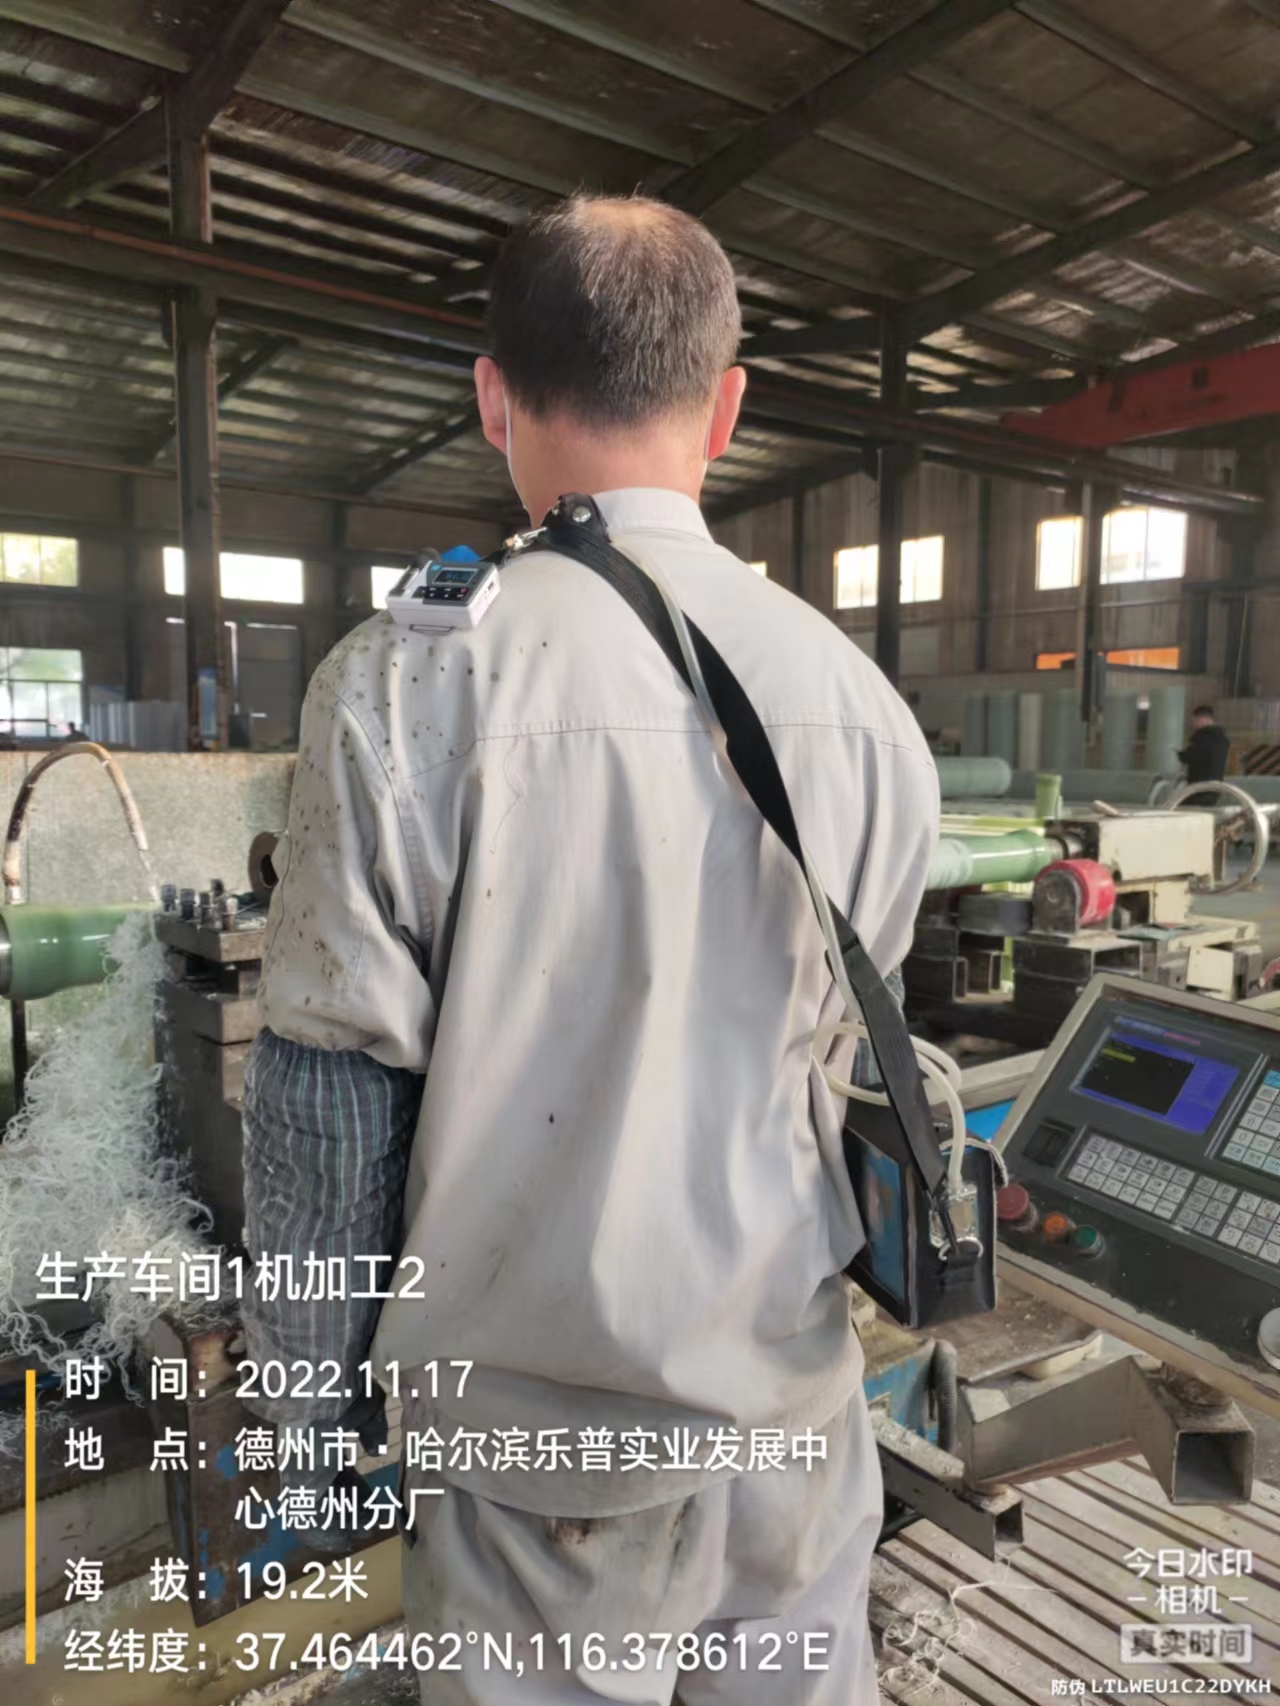 生产车间1机加工2
时 间：2022.11.17
地 点：德州市·哈尔滨乐普实业发展中
心德州分厂
海 拔：19.2米
经纬度：37.464462°N,116.378612°E
今日水印
-相机-
真实时间
防伪 LTLWEU1C22DYKH